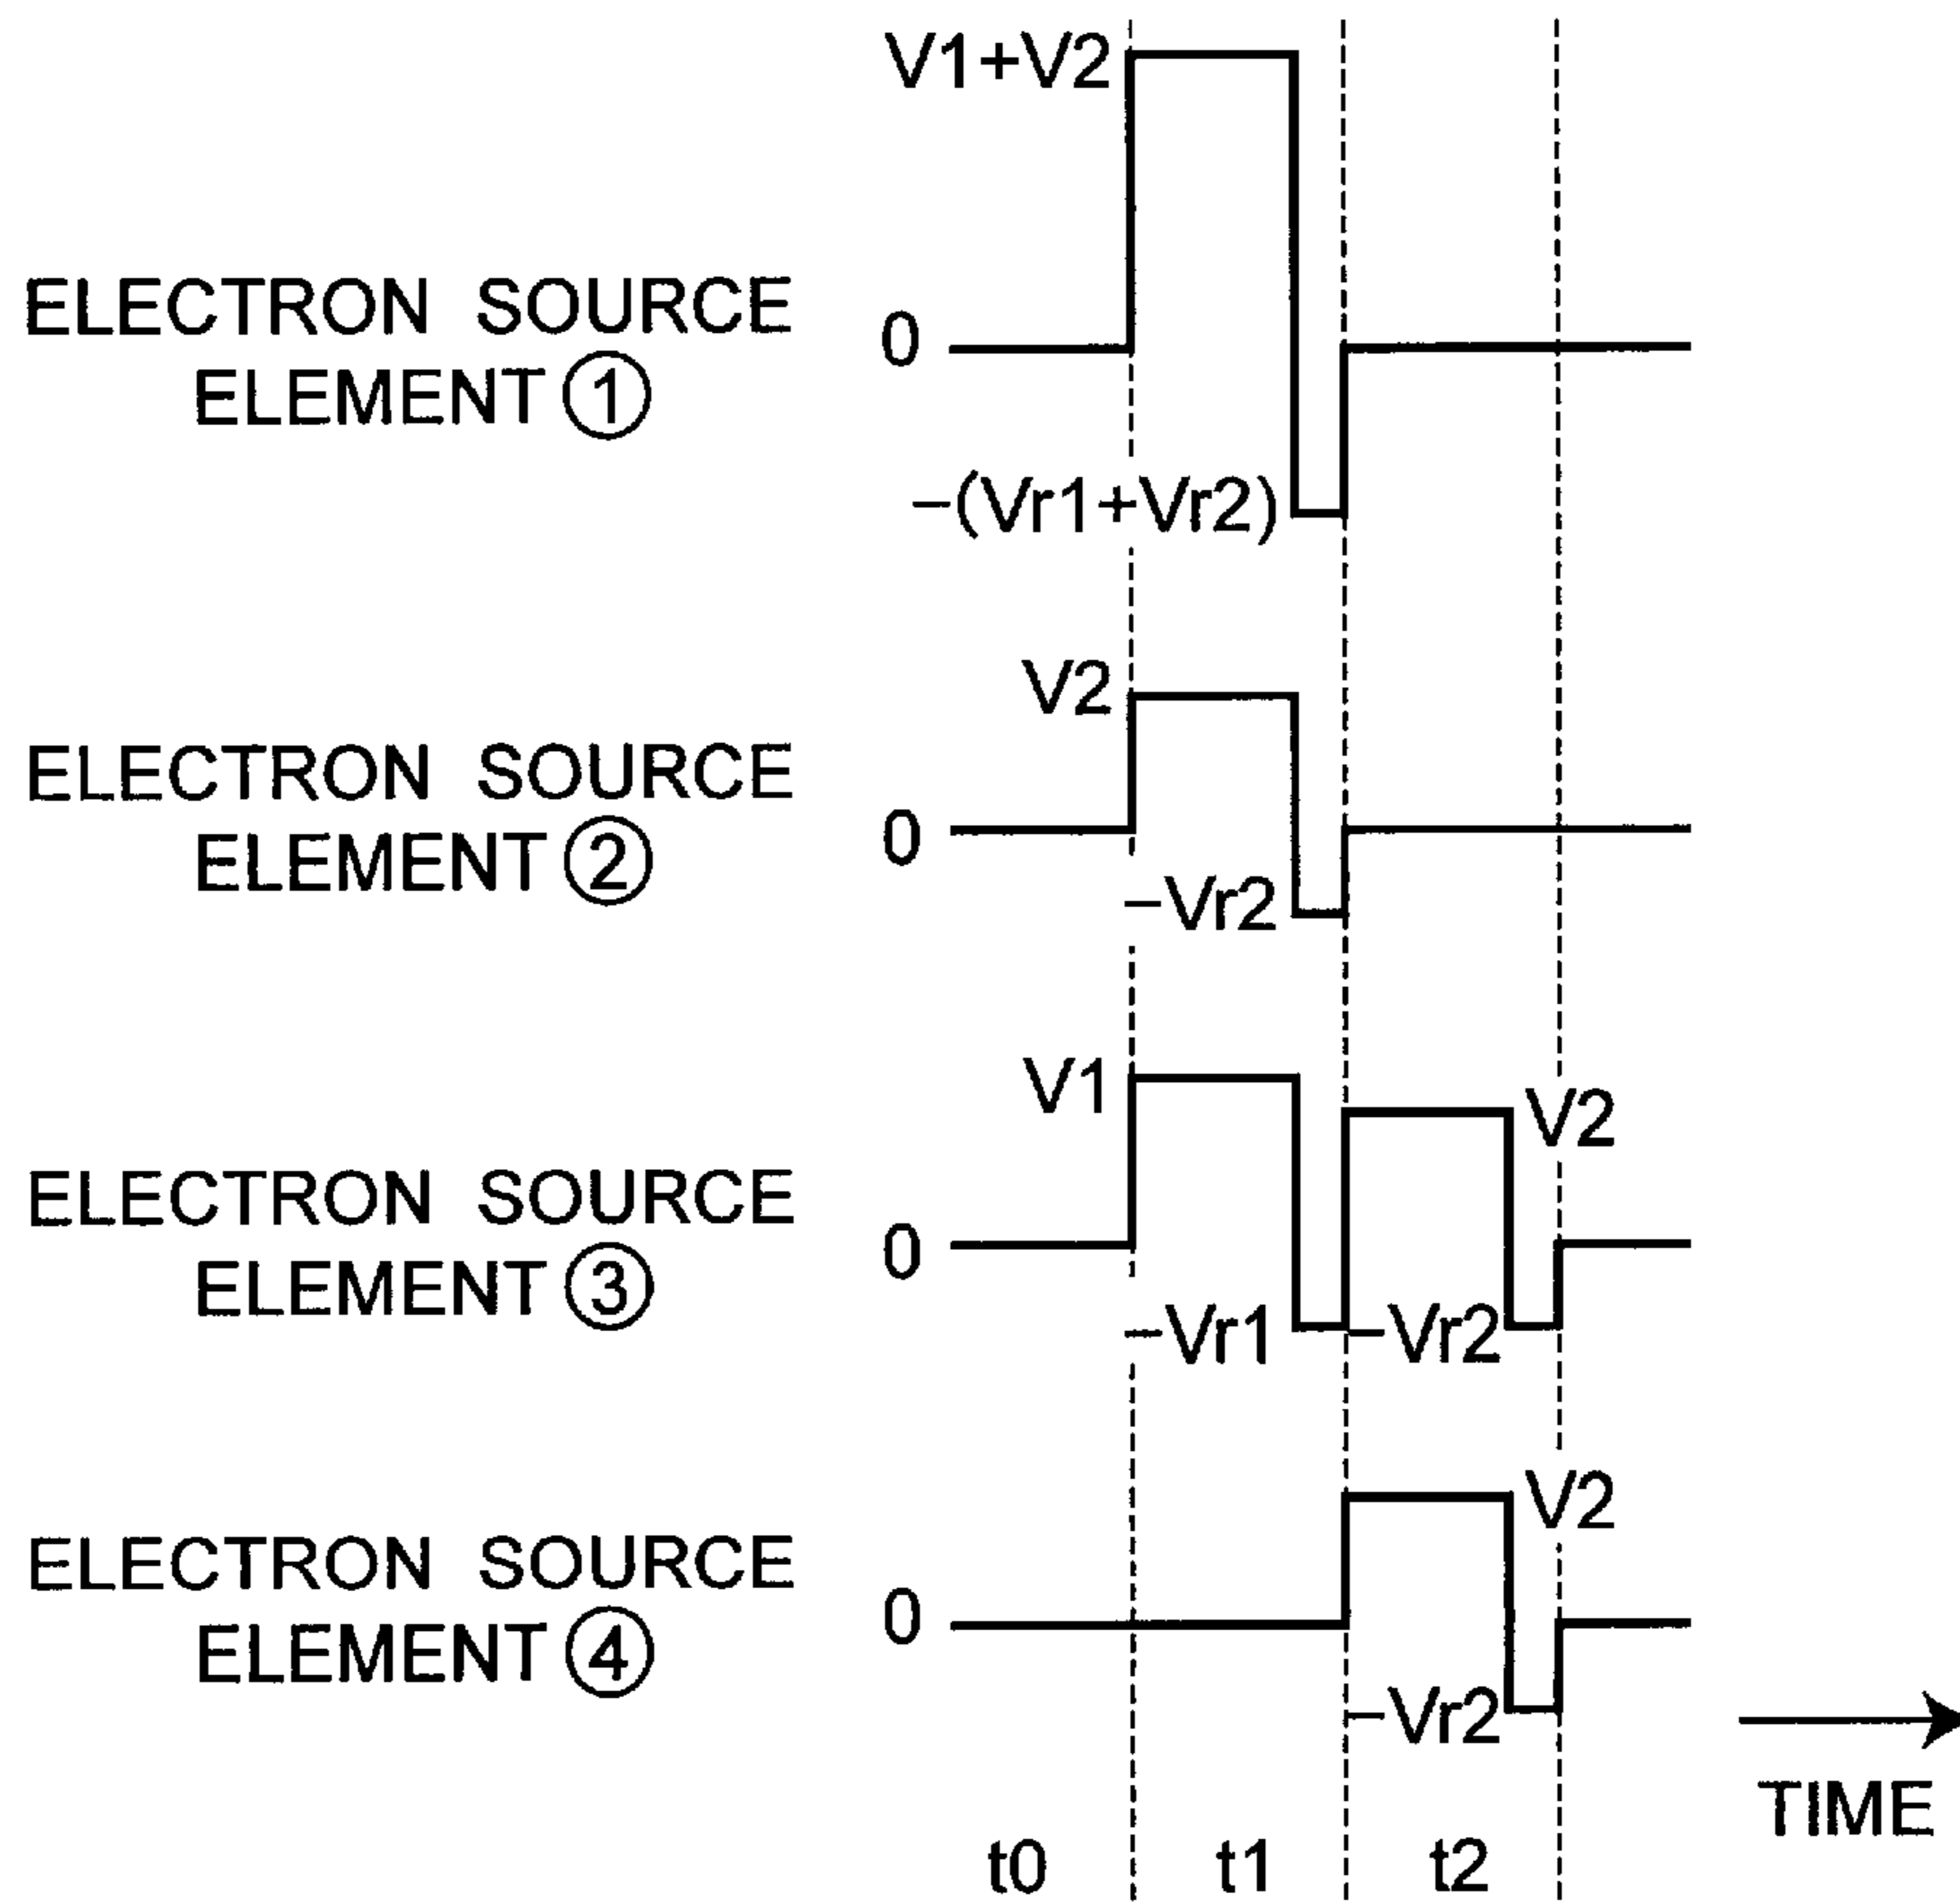 V1+V2
ELECTRON SOURCE
ELEMENT ①
0
−(Vr1+Vr2)
V2
ELECTRON SOURCE
ELEMENT ②
0
−Vr2
V1
V2
ELECTRON SOURCE
ELEMENT ③
0
−Vr1
−Vr2
V2
ELECTRON SOURCE
ELEMENT ④
0
−Vr2
TIME
t0
t1
t2